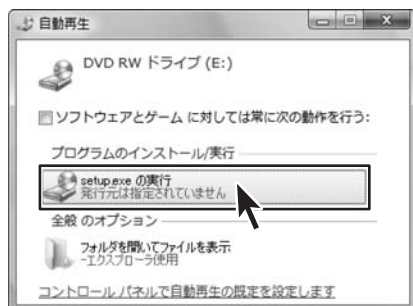 自動再生
DVD RW ドライブ (E:)
ソフトウェアとゲーム に対しては常に次の動作を行う:
プログラムのインストール/実行
setup.exe の実行
発行元は指定されていません
全般 のオプション
フォルダを開いてファイルを表示
-エクスプローラ使用
コントロール パネルで自動再生の既定を設定します